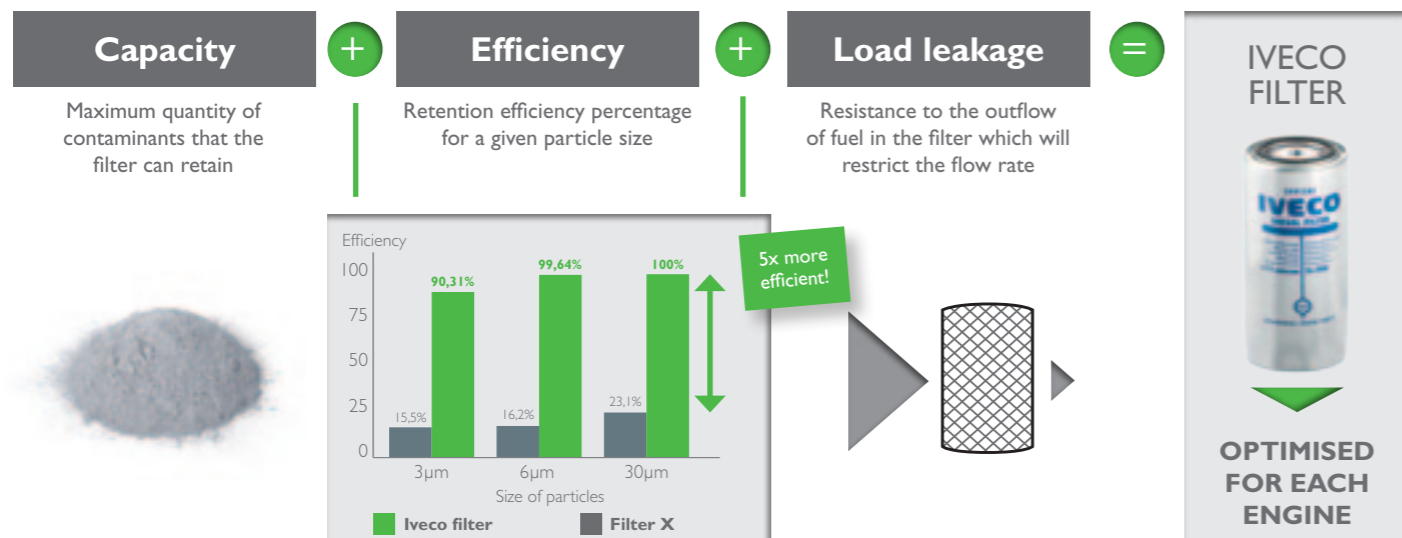 Capacity
+
Efficiency
+
Load leakage
=
Maximum quantity of
contaminants that the
filter can retain
Retention efficiency percentage
for a given particle size
Resistance to the outflow
of fuel in the filter which will
restrict the flow rate
Efficiency
100
75
50
25
0
15,5%
90,31%
16,2%
99,64%
23,1%
100%
3µm
6µm
30µm
Size of particles
Iveco filter
Filter X
5x more
efficient!
IVECO
FILTER
IVECO
OPTIMISED
FOR EACH
ENGINE